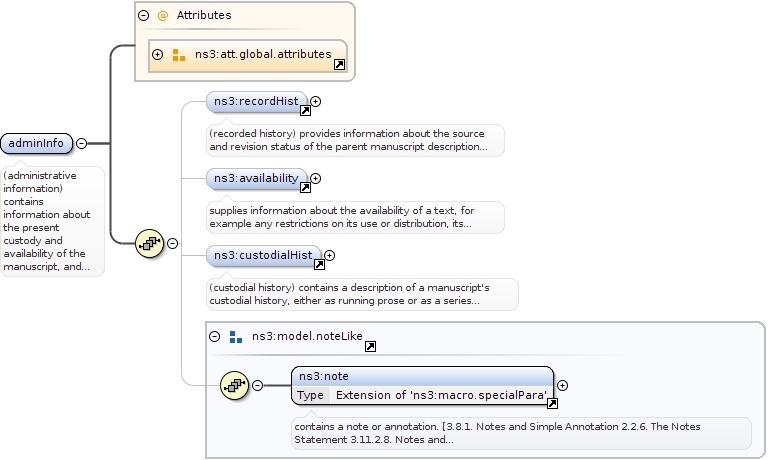 Attributes
ns3:att.global.attributes
ns3:recordHist
(recorded history) provides information about the source
and revision status of the parent manuscript description...
adminInfo
(administrative
information)
contains
information about
the present
custody and
availability of the
manuscript, and...
ns3:availability
supplies information about the availability of a text, for
example any restrictions on its use or distribution, its...
ns3:custodialHist
(custodial history) contains a description of a manuscript's
custodial history, either as running prose or as a series...
ns3:model.noteLike
ns3:note
Type Extension of 'ns3:macro.specialPara'
contains a note or annotation. [3.8.1. Notes and Simple Annotation 2.2.6. The Notes
Statement 3.11.2.8. Notes and...